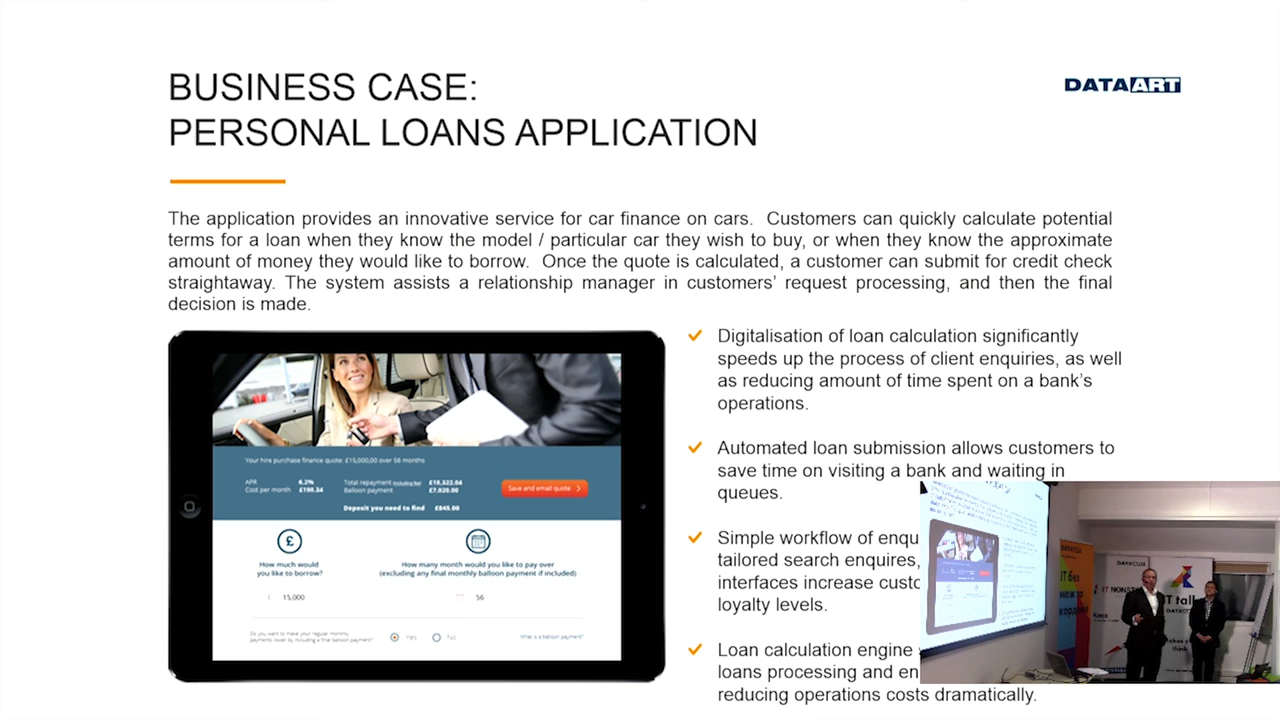 BUSINESS CASE:
PERSONAL LOANS APPLICATION
DATAART
The application provides an innovative service for car finance on cars. Customers can quickly calculate potential
terms for a loan when they know the model / particular car they wish to buy, or when they know the approximate
amount of money they would like to borrow. Once the quote is calculated, a customer can submit for credit check
straightaway. The system assists a relationship manager in customers’ request processing, and then the final
decision is made.
Your hire purchase finance quote: £15,000,00 over 56 months
APR 6,2%
Cost per month £198.34
Total repayment including fee £18,322.04
Balloon payment £7,020.00
Deposit you need to find £845.00
Save and email quote
How much would
you like to borrow?
£ 15,000
How many month would you like to pay over
(excluding any final monthly balloon payment if included)
56
Do you want to make your regular monthly
payments lower by including a final balloon payment?
Yes
No
What is a balloon payment?
Digitalisation of loan calculation significantly
speeds up the process of client enquiries, as well
as reducing amount of time spent on a bank’s
operations.
Automated loan submission allows customers to
save time on visiting a bank and waiting in
queues.
Simple workflow of enqu
tailored search enquires,
interfaces increase custo
loyalty levels.
Loan calculation engine
loans processing and en
reducing operations costs dramatically.
IT без
DATAART
IT NONST
IT talk
think